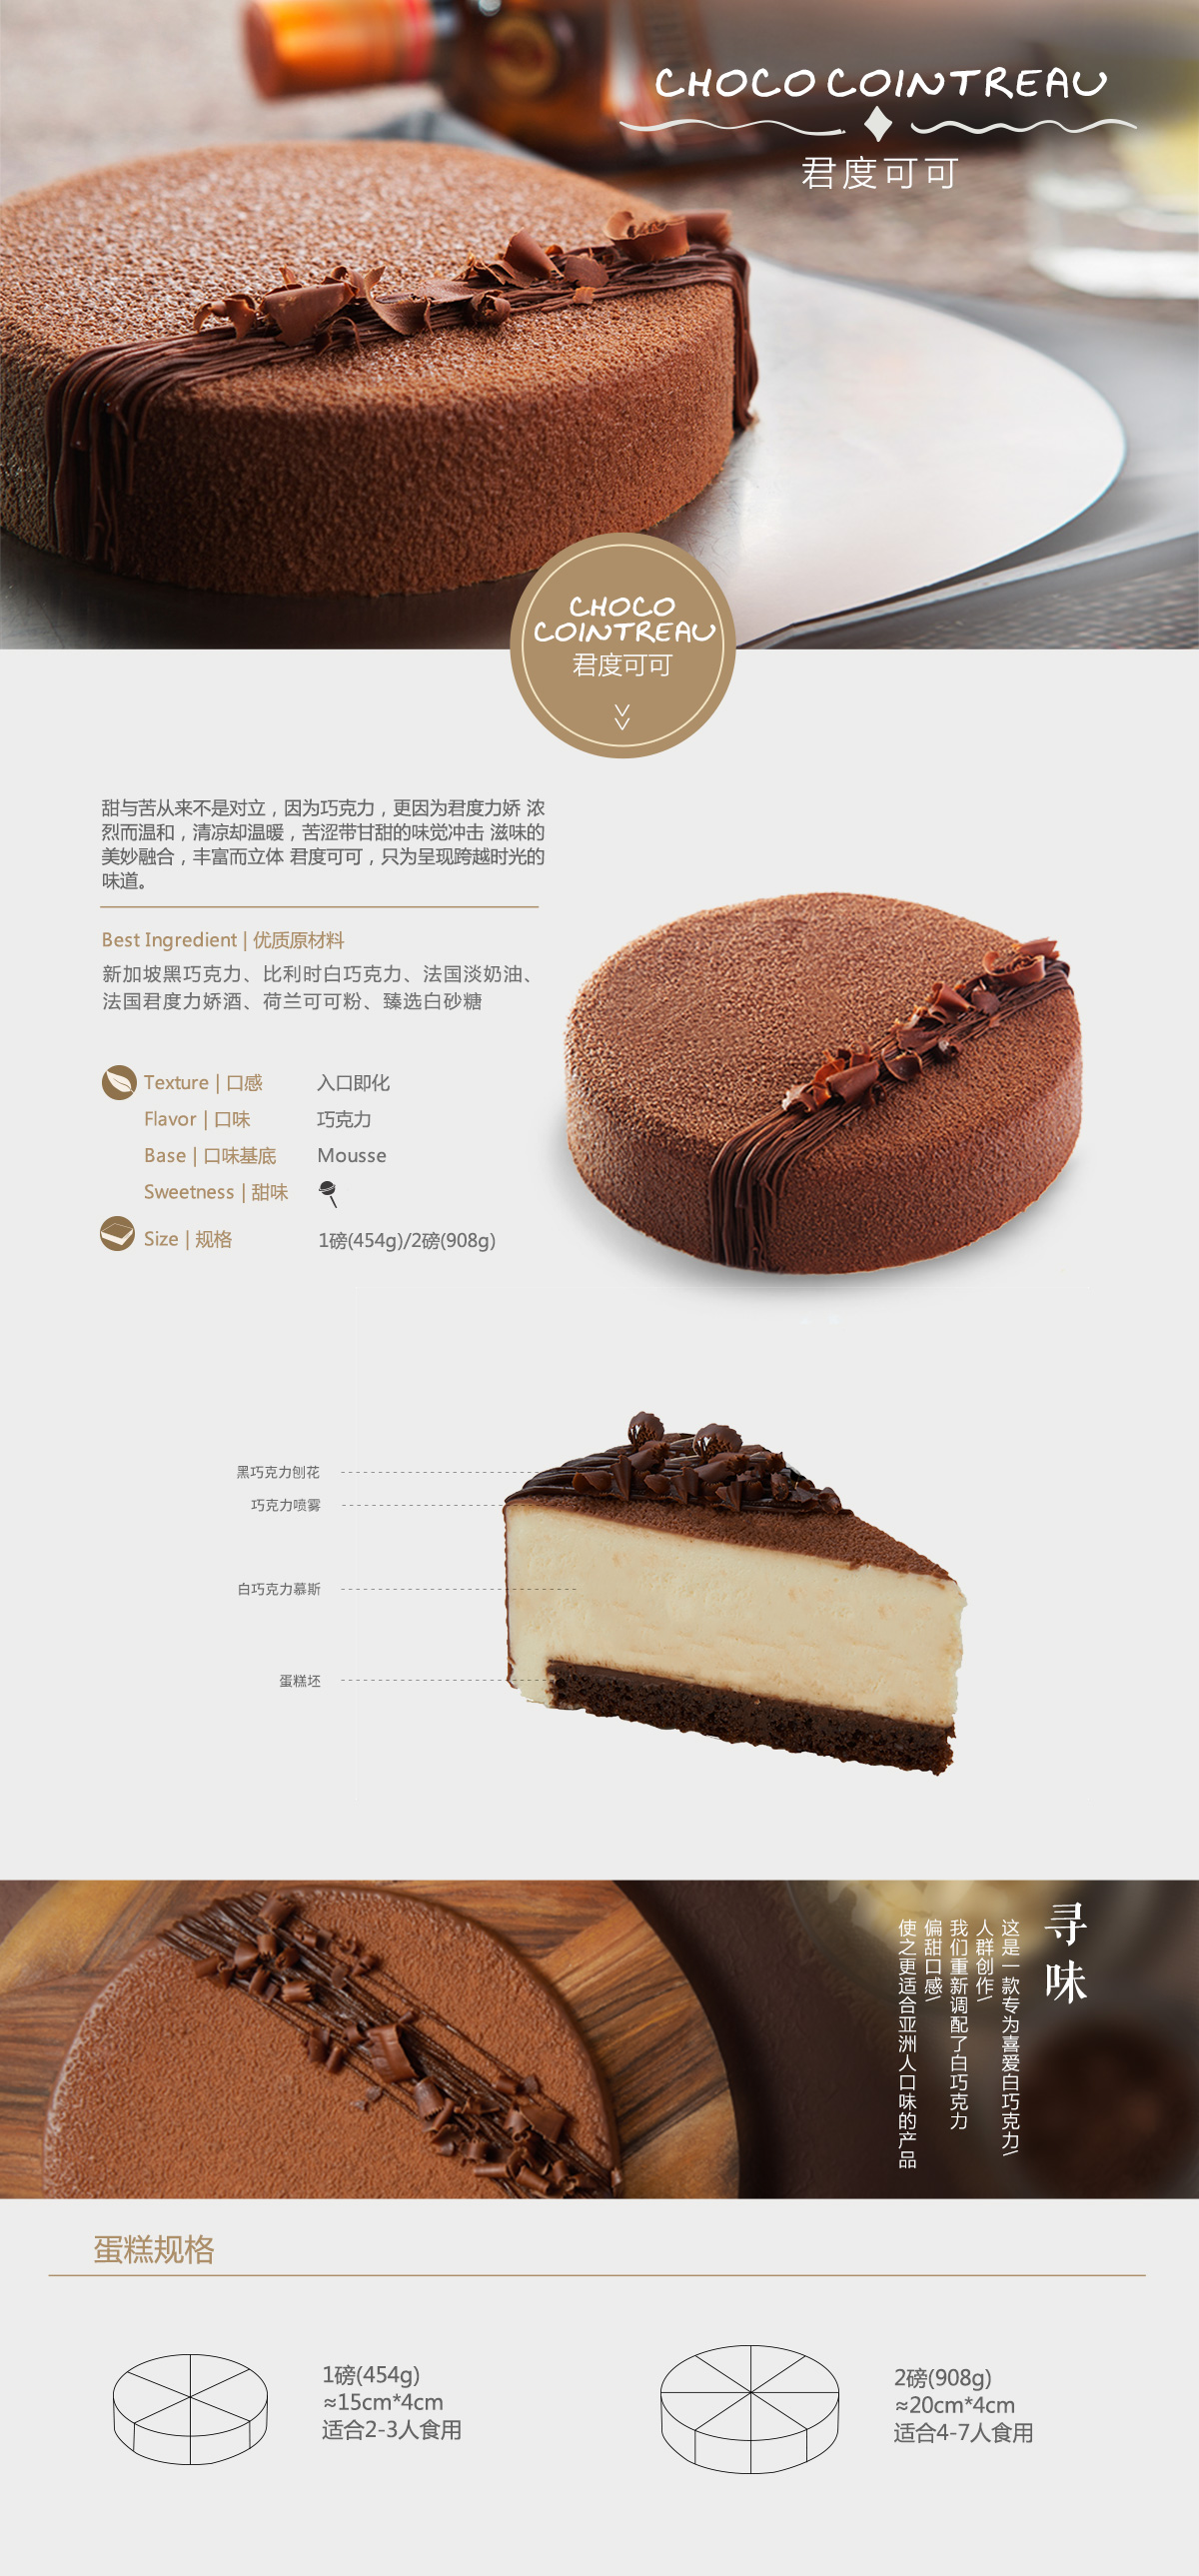 CHOCO COINTREAU
君度可可
CHOCO
COINTREAU
君度可可
甜与苦从来不是对立，因为巧克力，更因为君度力娇 浓
烈而温和，清凉却温暖，苦涩带甘甜的味觉冲击 滋味的
美妙融合，丰富而立体 君度可可，只为呈现跨越时光的
味道。
Best Ingredient | 优质原材料
新加坡黑巧克力、比利时白巧克力、法国淡奶油、
法国君度力娇酒、荷兰可可粉、臻选白砂糖
Texture | 口感 入口即化
Flavor | 口味 巧克力
Base | 口味基底 Mousse
Sweetness | 甜味
Size | 规格 1磅(454g)/2磅(908g)
黑巧克力刨花
巧克力喷雾
白巧克力慕斯
蛋糕坯
寻味
这是一款专为喜爱白巧克力\
人群创作\
我们重新调配了白巧克力
偏甜口感\
使之更适合亚洲人口味的产品
蛋糕规格
1磅(454g)
≈15cm*4cm
适合2-3人食用
2磅(908g)
≈20cm*4cm
适合4-7人食用